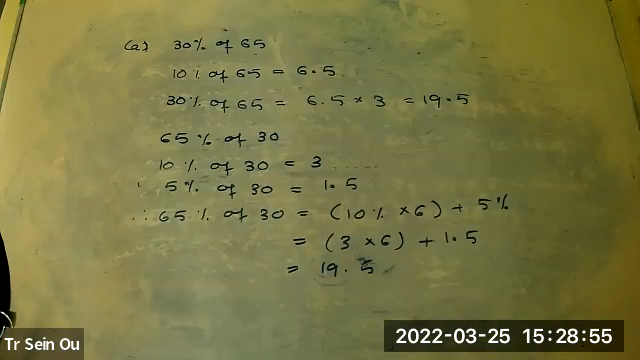 (a) 30% of 65
10% of 65 = 6.5
30% of 65 = 6.5 × 3 = 19.5
65% of 30
10% of 30 = 3 .....
5% of 30 = 1.5
∴ 65% of 30 = (10% × 6) + 5%
= (3 × 6) + 1.5
= 19.5
Tr Sein Ou
2022-03-25 15:28:55